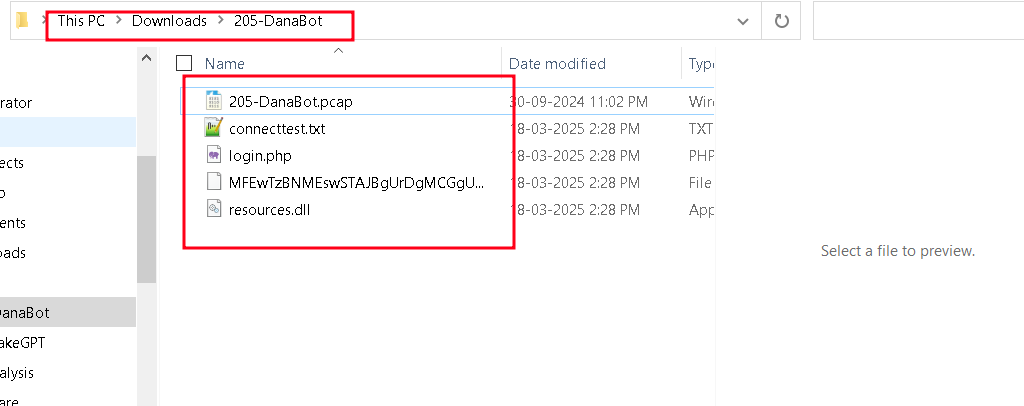 This PC > Downloads > 205-DanaBot
Name Date modified Type
205-DanaBot.pcap 30-09-2024 11:02 PM Wire
connecttest.txt 18-03-2025 2:28 PM TXT
login.php 18-03-2025 2:28 PM PHP
MFEwTzBNMEswSTAJBgUrDgMCGgU... 18-03-2025 2:28 PM File
resources.dll 18-03-2025 2:28 PM App
rator
ects
o
ents
oads
DanaBot
akeGPT
alysis
are
Select a file to preview.